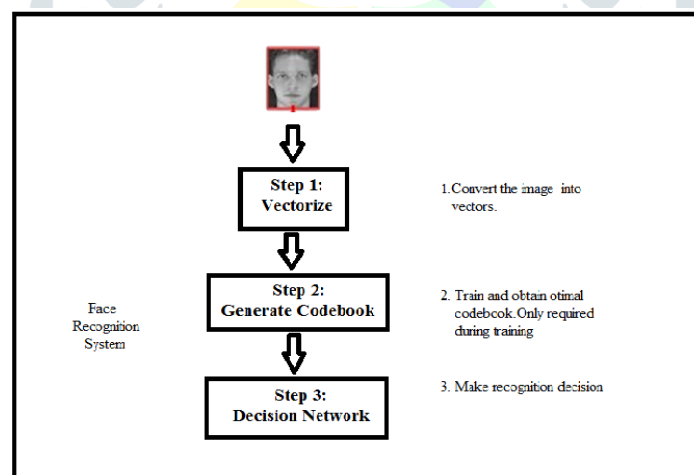 Step 1:
Vectorize
1.Convert the image into
vectors.
Step 2:
Generate Codebook
2. Train and obtain otimal
codebook.Only required
during training
Face
Recognition
System
Step 3:
Decision Network
3. Make recognition decision